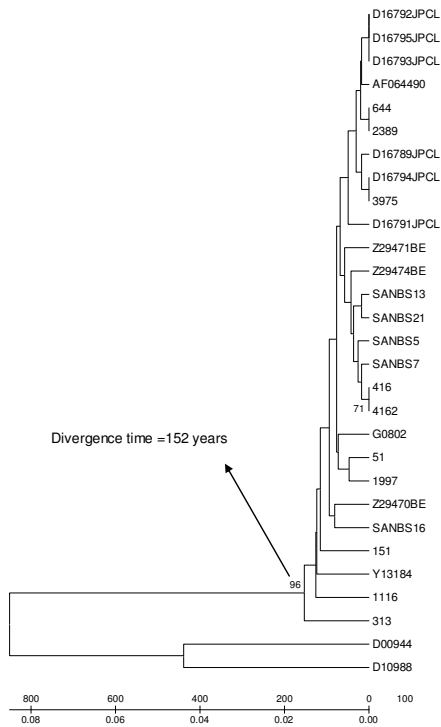 D16792JPCL
D16795JPCL
D16793JPCL
AF064490
644
2389
D16789JPCL
D16794JPCL
3975
D16791JPCL
Z29471BE
Z29474BE
SANBS13
SANBS21
SANBS5
SANBS7
416
71
4162
Divergence time =152 years
G0802
51
1997
Z29470BE
SANBS16
151
Y13184
96
1116
313
D00944
D10988
800 600 400 200 0 100
0.08 0.06 0.04 0.02 0.00